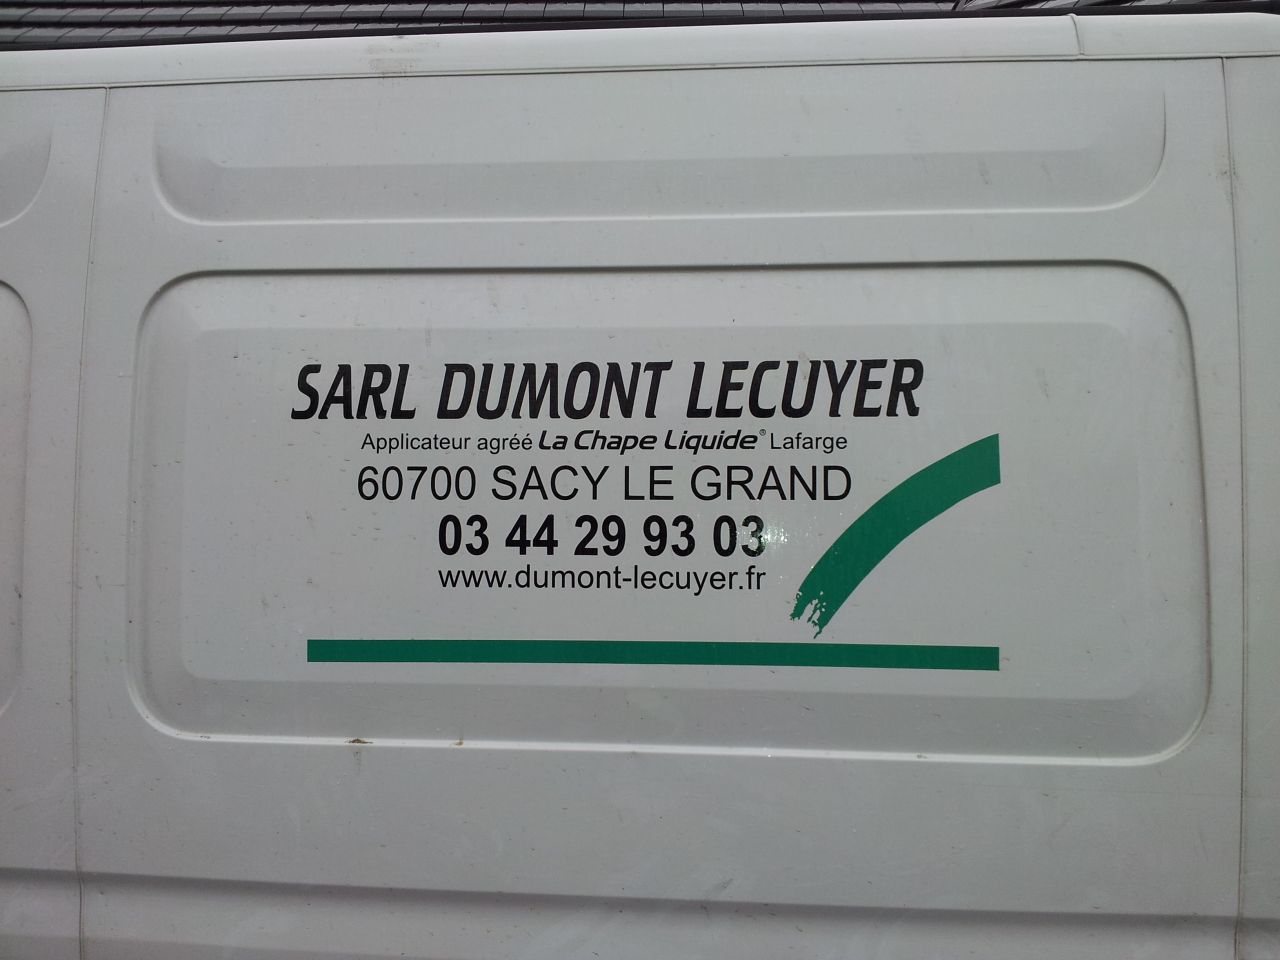 SARL DUMONT LECUYER
Applicateur agréé La Chape Liquide® Lafarge
60700 SACY LE GRAND
03 44 29 93 03
www.dumont-lecuyer.fr